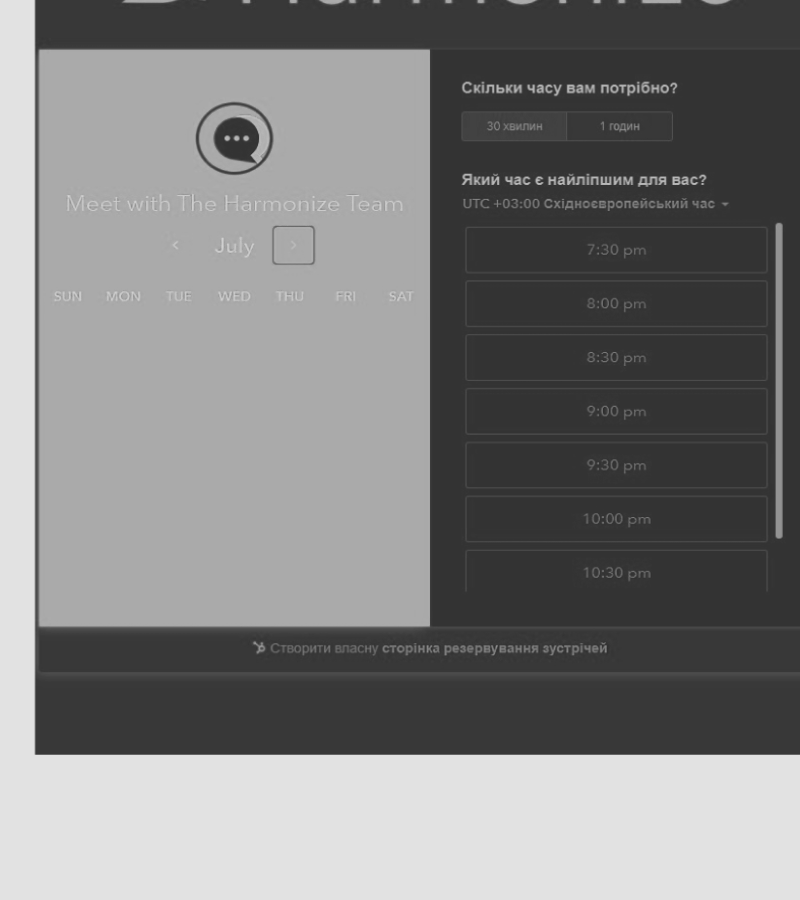 Harmonize
Meet with The Harmonize Team
July
SUN MON TUE WED THU FRI SAT
Скільки часу вам потрібно?
30 хвилин 1 годин
Який час є найліпшим для вас?
UTC +03:00 Східноєвропейський час
7:30 pm
8:00 pm
8:30 pm
9:00 pm
9:30 pm
10:00 pm
10:30 pm
Створити власну сторінка резервування зустрічей